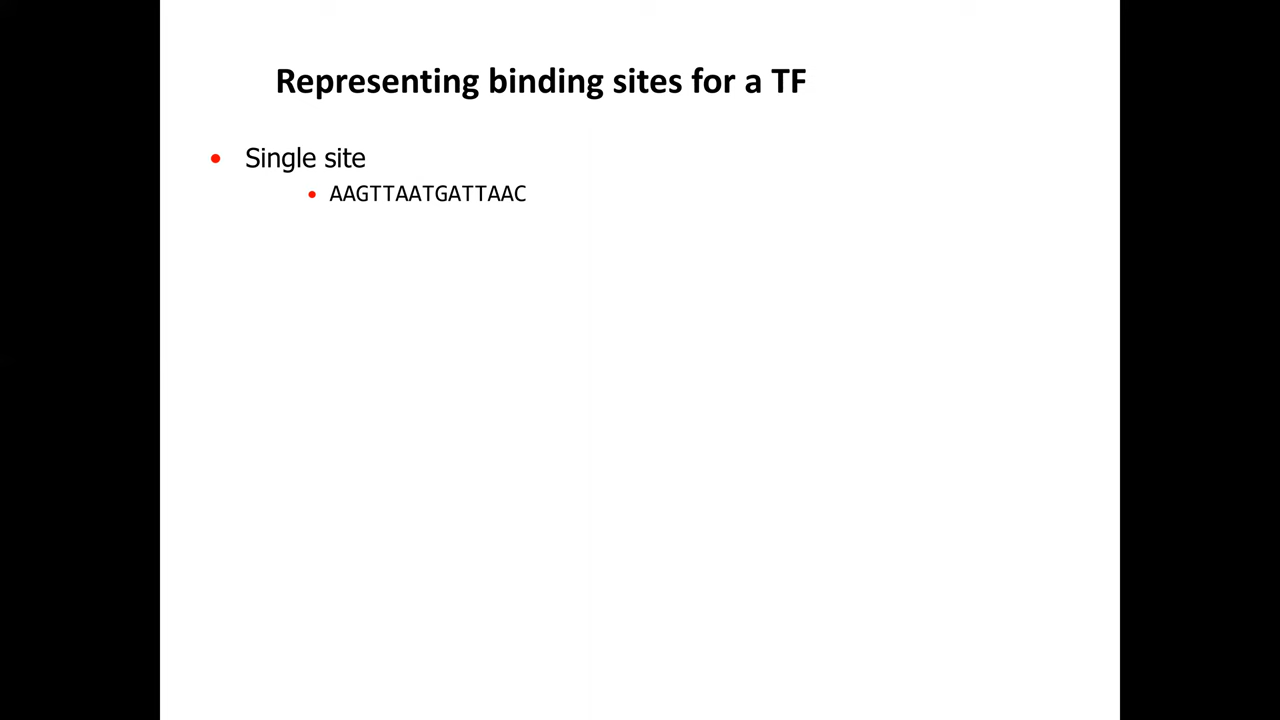 Representing binding sites for a TF
• Single site
• AAGTTAATGATTAAC